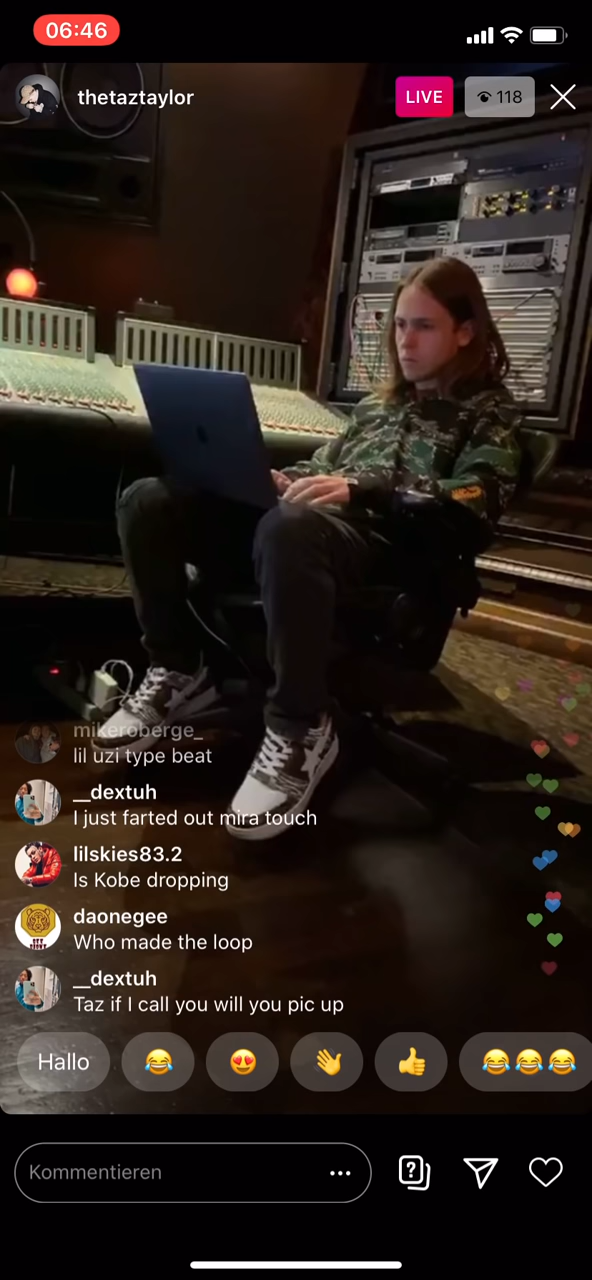 06:46
thetaztaylor
LIVE
118
mikeroberge_
lil uzi type beat
__dextuh
I just farted out mira touch
lilskies83.2
Is Kobe dropping
daonegee
Who made the loop
__dextuh
Taz if I call you will you pic up
Hallo
Kommentieren